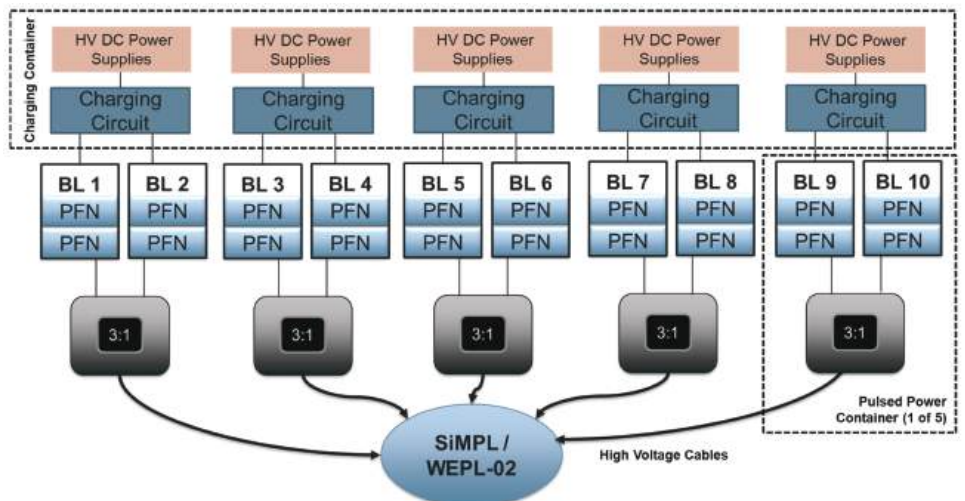 Charging Container
HV DC Power
Supplies
HV DC Power
Supplies
HV DC Power
Supplies
HV DC Power
Supplies
HV DC Power
Supplies
Charging
Circuit
Charging
Circuit
Charging
Circuit
Charging
Circuit
Charging
Circuit
BL 1
PFN
PFN
BL 2
PFN
PFN
BL 3
PFN
PFN
BL 4
PFN
PFN
BL 5
PFN
PFN
BL 6
PFN
PFN
BL 7
PFN
PFN
BL 8
PFN
PFN
BL 9
PFN
PFN
BL 10
PFN
PFN
3:1
3:1
3:1
3:1
3:1
Pulsed Power
Container (1 of 5)
SiMPL /
WEPL-02
High Voltage Cables